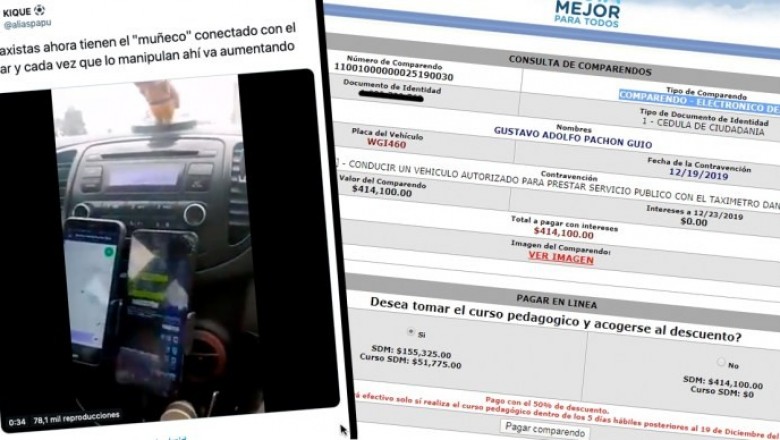 KIQUE
@aliaspapu
axistas ahora tienen el "muñeco" conectado con el
ar y cada vez que lo manipulan ahí va aumentando
0:34 78,1 mil reproducciones
MEJOR
PARA TODOS
CONSULTA DE COMPARENDOS
Número de Comparendo
11001000000025190030
Tipo de Comparendo
COMPARENDO - ELECTRONICO DE
Documento de Identidad
Tipo de Documento de Identidad
1 - CEDULA DE CIUDADANIA
Nombres
GUSTAVO ADOLFO PACHON GUIO
Placa del Vehículo
WGI460
Fecha de la Contravención
12/19/2019
Contravención
] - CONDUCIR UN VEHICULO AUTORIZADO PARA PRESTAR SERVICIO PUBLICO CON EL TAXIMETRO DAN
Valor del Comparendo
$414,100.00
Intereses a 12/23/2019
$0.00
Total a pagar con intereses
$414,100.00
Imagen del Comparendo:
VER IMAGEN
PAGAR EN LINEA
Desea tomar el curso pedagogico y acogerse al descuento?
Si
SDM: $155,325.00
Curso SDM: $51,775.00
No
SDM: $414,100.00
Curso SDM: $0
Pago con el 50% de descuento.
á efectivo solo si realiza el curso pedagógico dentro de los 5 días hábiles posteriores al 19 de Diciembre del
Pagar comparendo